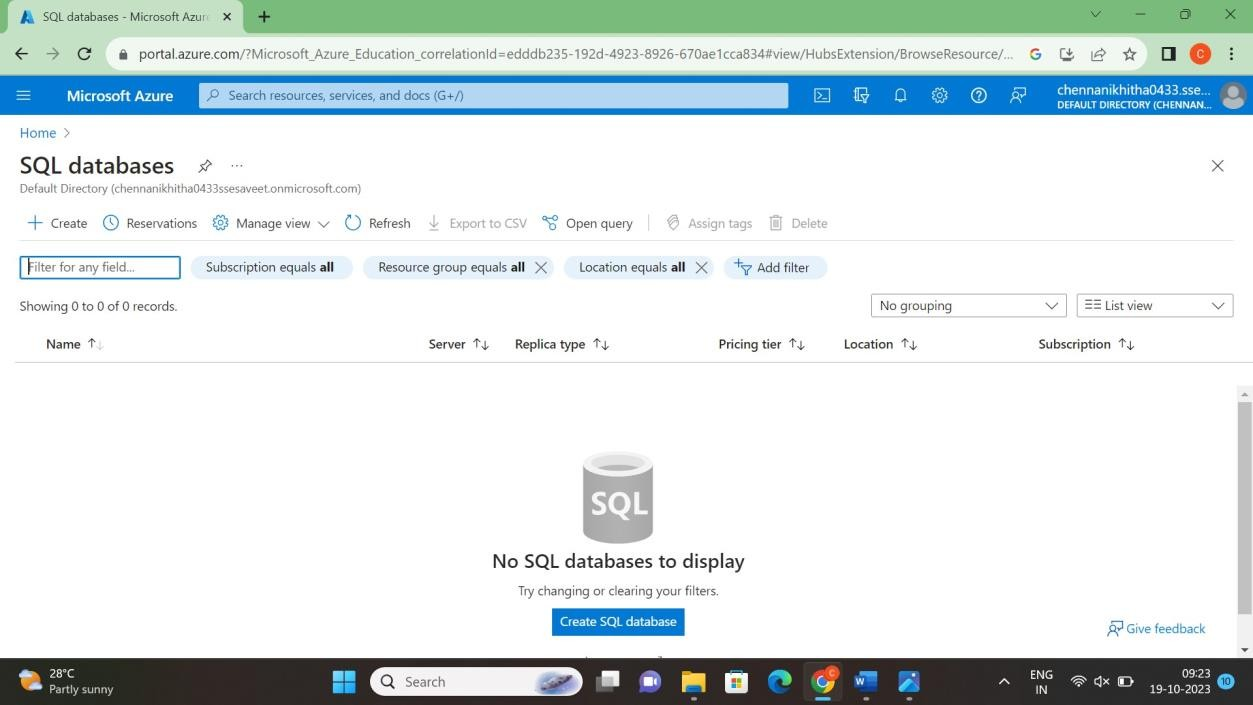 SQL databases - Microsoft Azur
portal.azure.com/?Microsoft_Azure_Education_correlationId=edddb235-192d-4923-8926-670ae1cca834#view/HubsExtension/BrowseResource/...
C
Microsoft Azure
Search resources, services, and docs (G+/)
chennanikhitha0433.sse...
DEFAULT DIRECTORY (CHENNAN...
Home
SQL databases
...
Default Directory (chennanikhitha0433ssesaveet.onmicrosoft.com)
Create Reservations Manage view Refresh Export to CSV Open query Assign tags Delete
Filter for any field... Subscription equals all Resource group equals all Location equals all Add filter
Showing 0 to 0 of 0 records. No grouping List view
Name Server Replica type Pricing tier Location Subscription
SQL
No SQL databases to display
Try changing or clearing your filters.
Create SQL database
Give feedback
28°C
Partly sunny
Search
ENG
IN
09:23
19-10-2023
10